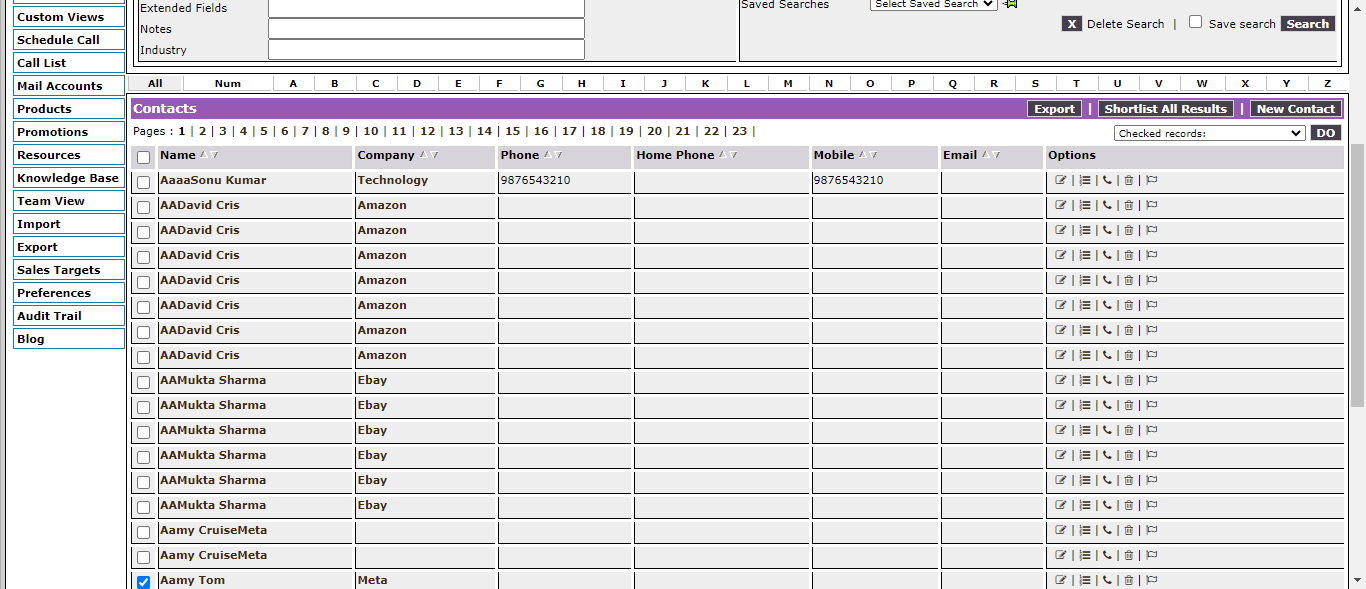 Custom Views
Schedule Call
Call List
Mail Accounts
Products
Promotions
Resources
Knowledge Base
Team View
Import
Export
Sales Targets
Preferences
Audit Trail
Blog
Extended Fields
Notes
Industry
Saved Searches Select Saved Search
X Delete Search | Save search Search
All Num A B C D E F G H I J K L M N O P Q R S T U V W X Y Z
Contacts Export | Shortlist All Results | New Contact
Pages : 1 | 2 | 3 | 4 | 5 | 6 | 7 | 8 | 9 | 10 | 11 | 12 | 13 | 14 | 15 | 16 | 17 | 18 | 19 | 20 | 21 | 22 | 23 | Checked records: DO
Name Company Phone Home Phone Mobile Email Options
AaaaSonu Kumar Technology 9876543210 9876543210 | | | |
AADavid Cris Amazon | | | |
AADavid Cris Amazon | | | |
AADavid Cris Amazon | | | |
AADavid Cris Amazon | | | |
AADavid Cris Amazon | | | |
AADavid Cris Amazon | | | |
AADavid Cris Amazon | | | |
AAMukta Sharma Ebay | | | |
AAMukta Sharma Ebay | | | |
AAMukta Sharma Ebay | | | |
AAMukta Sharma Ebay | | | |
AAMukta Sharma Ebay | | | |
AAMukta Sharma Ebay | | | |
Aamy CruiseMeta | | | |
Aamy CruiseMeta | | | |
Aamy Tom Meta | | | |